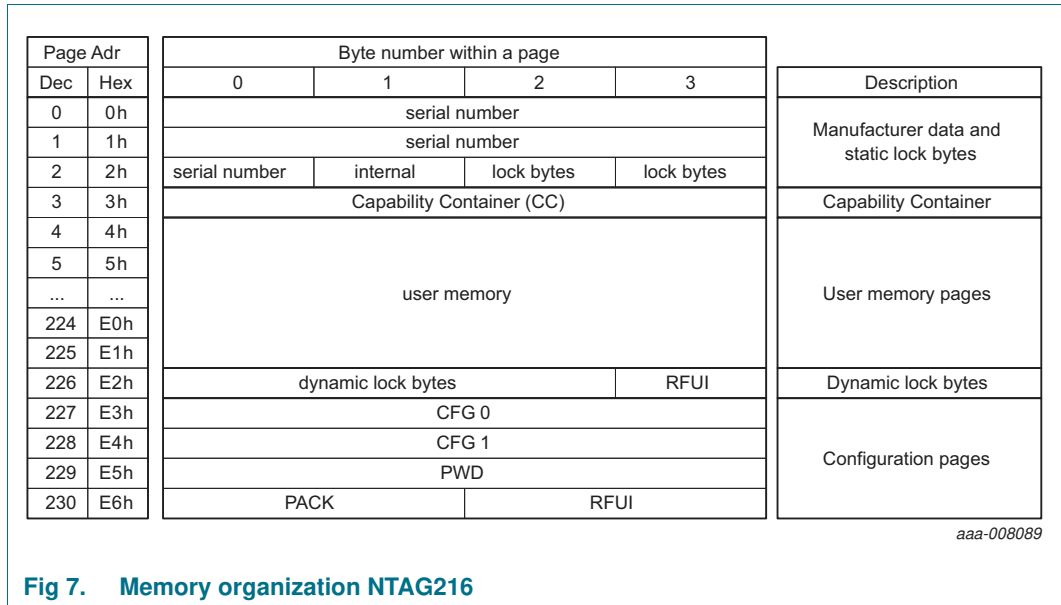 Page Adr Byte number within a page
Dec Hex 0 1 2 3 Description
0 0h serial number
1 1h serial number
Manufacturer data and
static lock bytes
2 2h serial number internal lock bytes lock bytes
3 3h Capability Container (CC) Capability Container
4 4h
5 5h
... ... user memory User memory pages
224 E0h
225 E1h
226 E2h dynamic lock bytes RFUI Dynamic lock bytes
227 E3h CFG 0
228 E4h CFG 1
Configuration pages
229 E5h PWD
230 E6h PACK RFUI
aaa-008089
Fig 7. Memory organization NTAG216